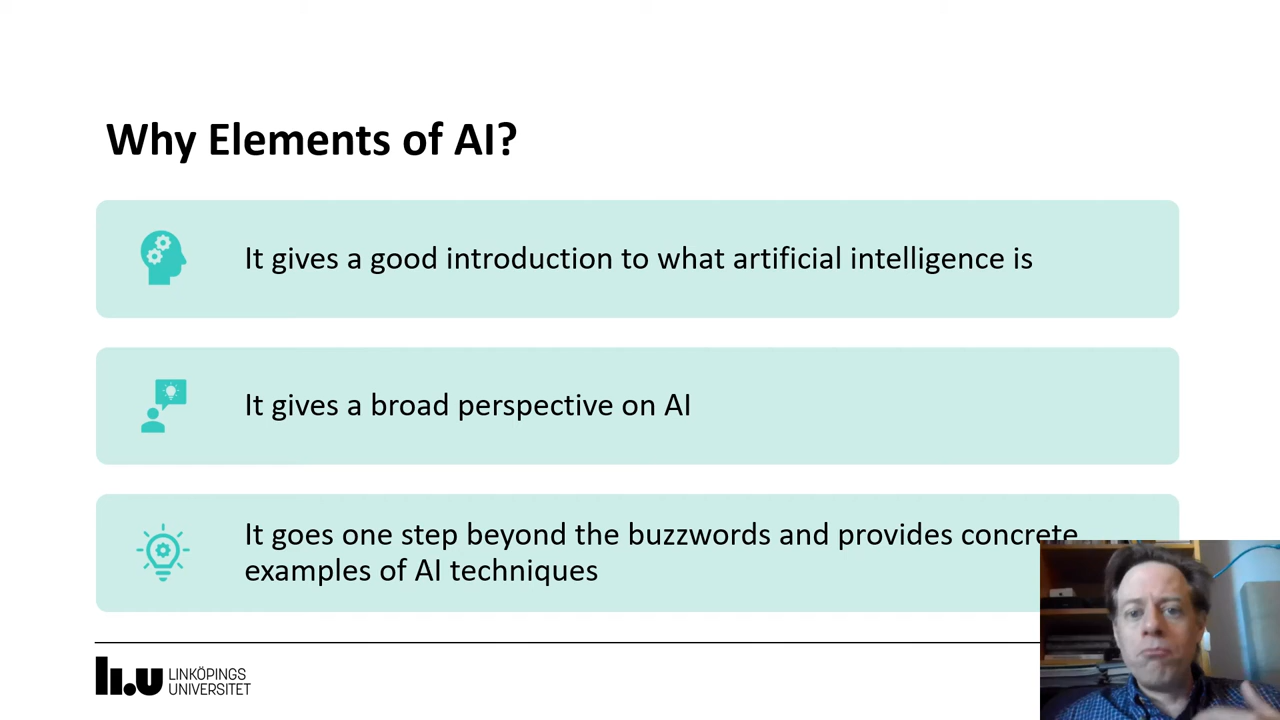 Why Elements of AI?
It gives a good introduction to what artificial intelligence is
It gives a broad perspective on AI
It goes one step beyond the buzzwords and provides concrete
examples of AI techniques
li.u LINKÖPINGS
UNIVERSITET